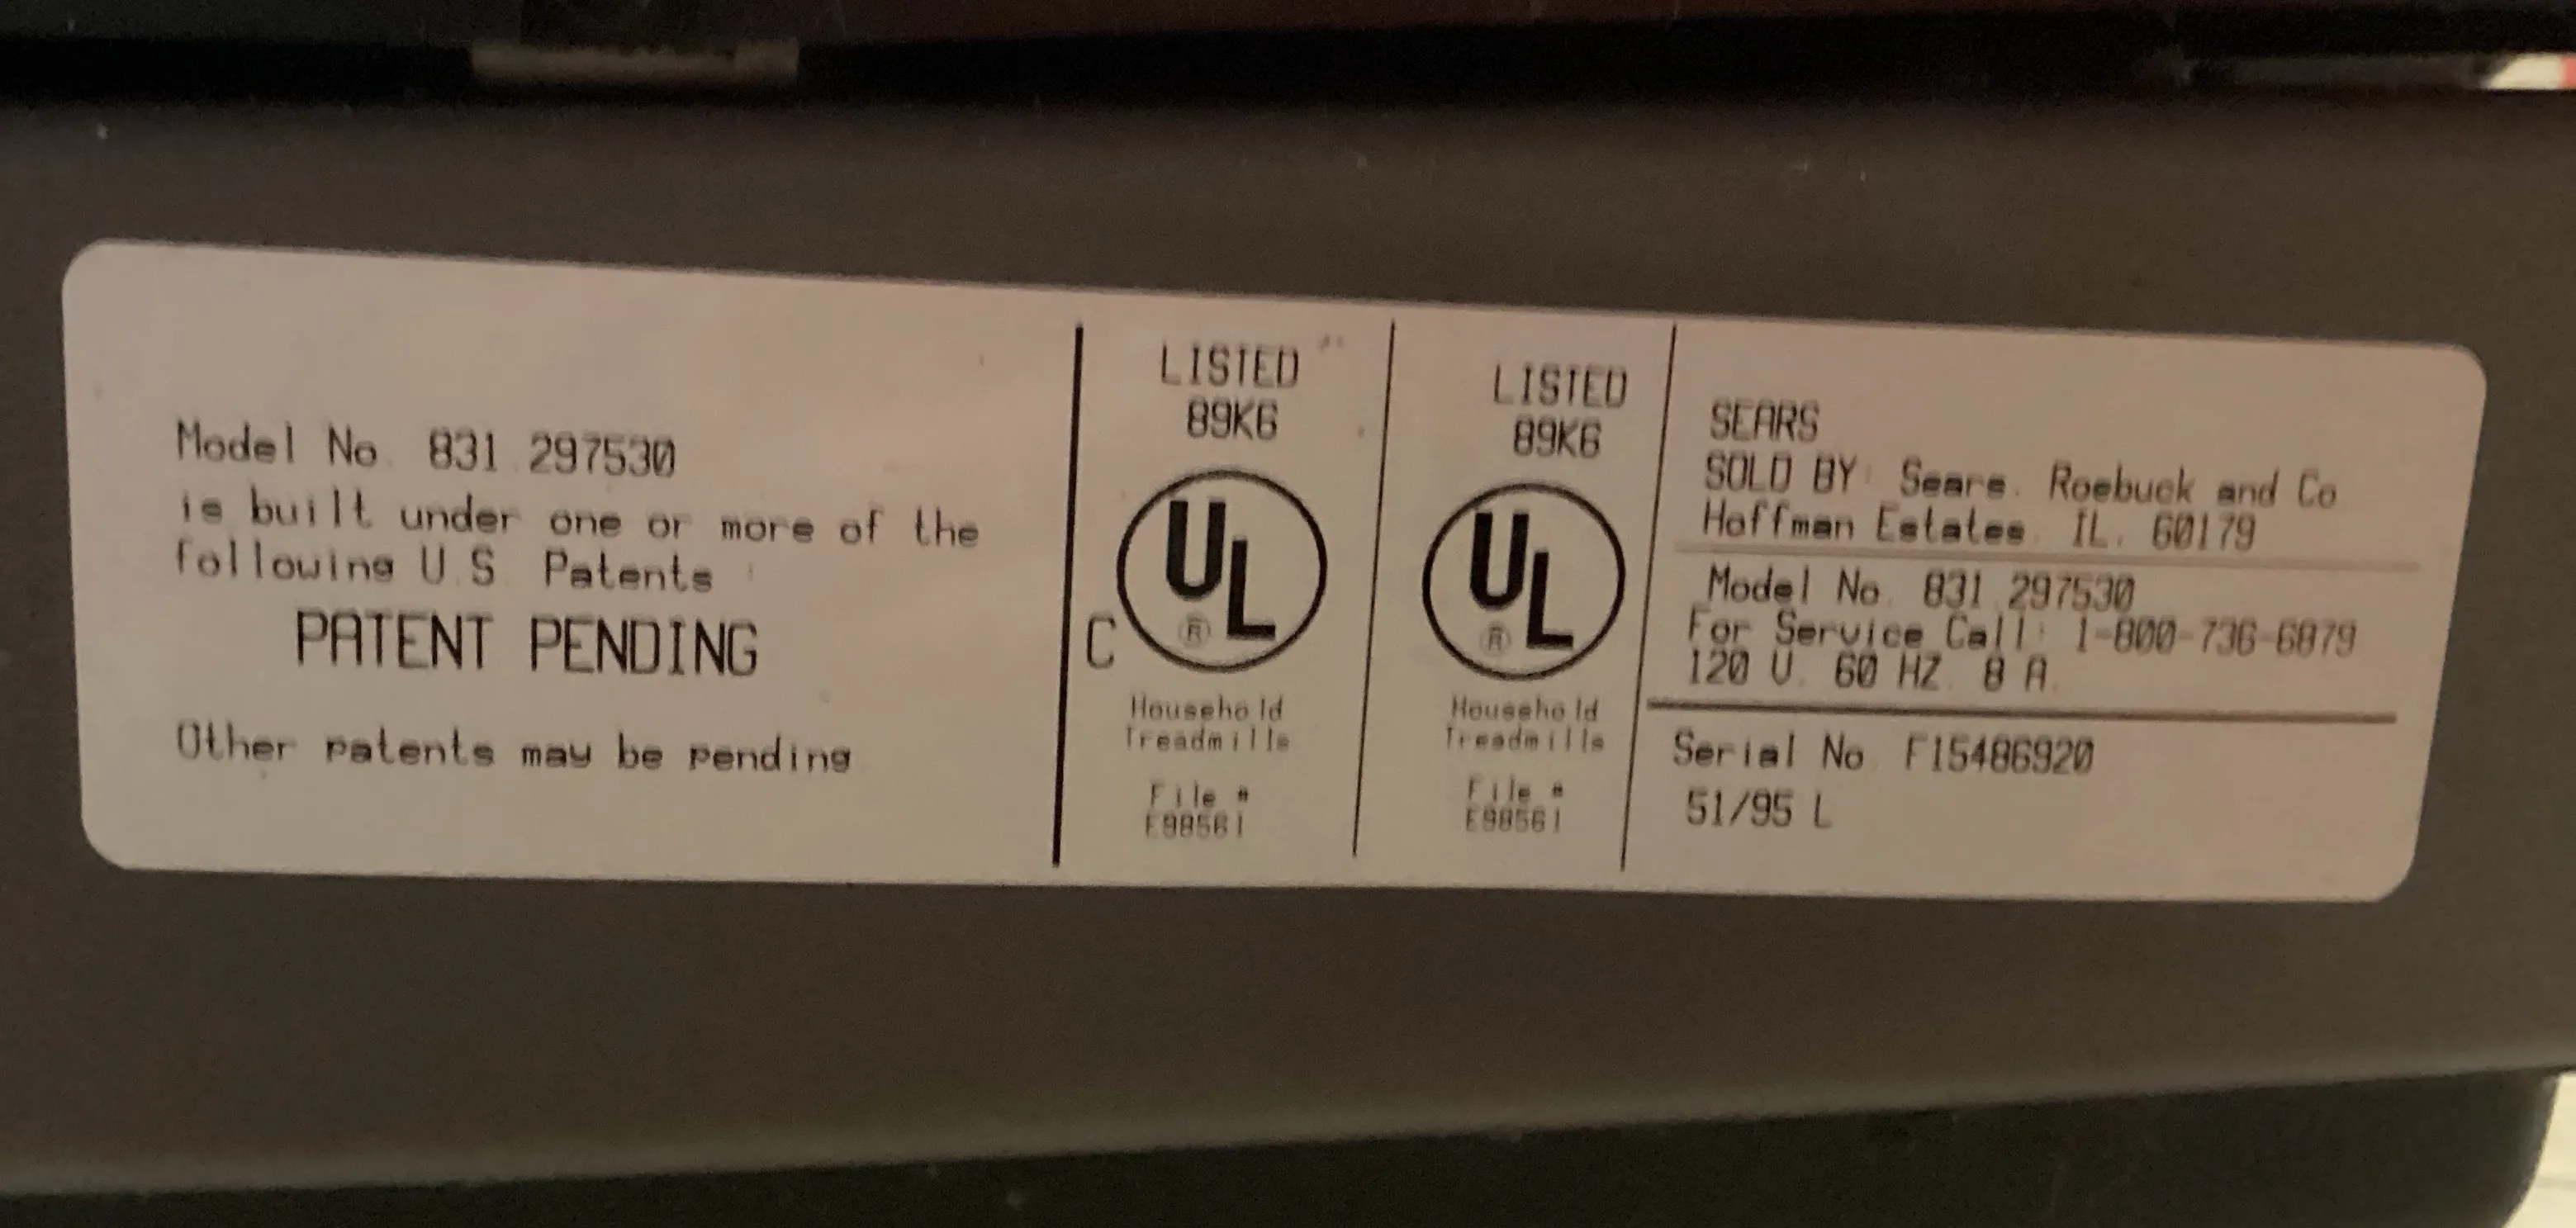 Model No. 831.297530
is built under one or more of the
following U.S. Patents :
PATENT PENDING
Other patents may be pending
LISTED
89K6
C UL ®
Household
Treadmills
File #
E98561
LISTED
89K6
UL ®
Household
Treadmills
File #
E98561
SEARS
SOLD BY: Sears, Roebuck and Co
Hoffman Estates, IL. 60179
Model No. 831.297530
For Service Call: 1-800-736-6879
120 V. 60 HZ. 8 A.
Serial No. F15486920
51/95 L